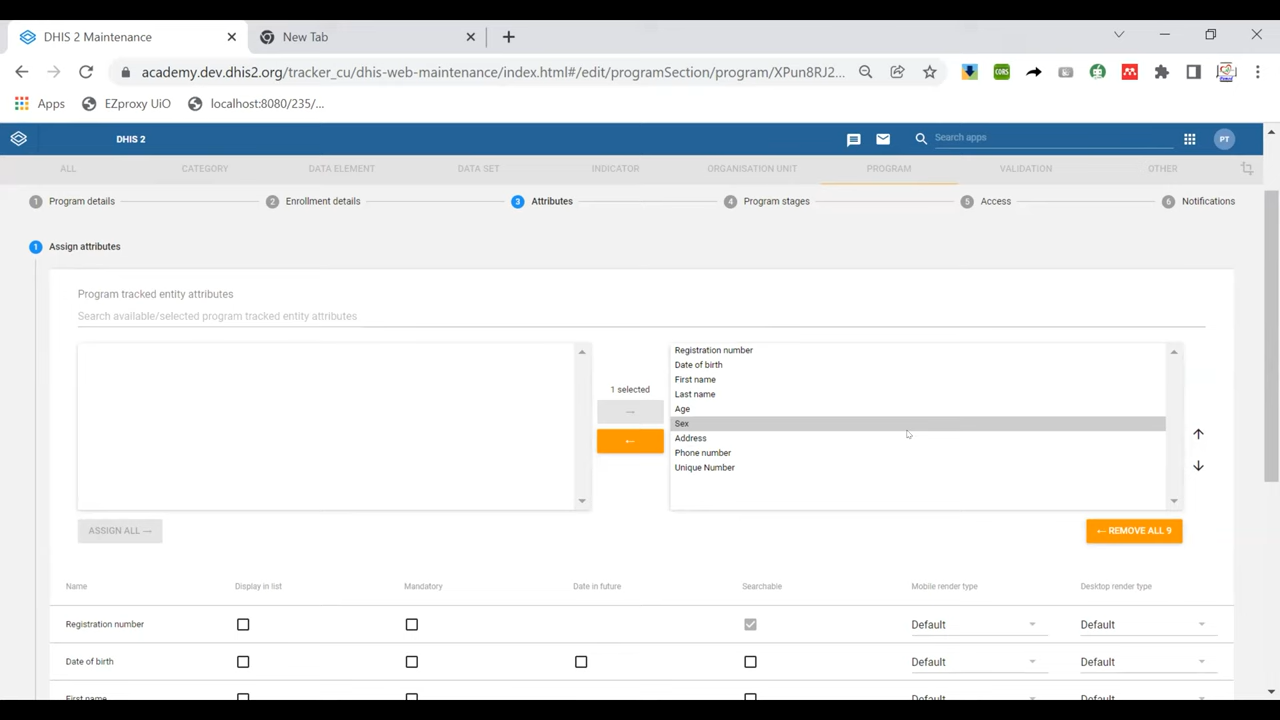 DHIS 2 Maintenance
New Tab
academy.dev.dhis2.org/tracker_cu/dhis-web-maintenance/index.html#/edit/programSection/program/XPun8RJ2...
CORS
Apps
EZproxy UiO
localhost:8080/235/...
DHIS 2
Search apps
PT
ALL
CATEGORY
DATA ELEMENT
DATA SET
INDICATOR
ORGANISATION UNIT
PROGRAM
VALIDATION
OTHER
1 Program details
2 Enrollment details
3 Attributes
4 Program stages
5 Access
6 Notifications
1 Assign attributes
Program tracked entity attributes
Search available/selected program tracked entity attributes
1 selected
Registration number
Date of birth
First name
Last name
Age
Sex
Address
Phone number
Unique Number
ASSIGN ALL →
← REMOVE ALL 9
Name Display in list Mandatory Date in future Searchable Mobile render type Desktop render type
Registration number Default Default
Date of birth Default Default
First name Default Default